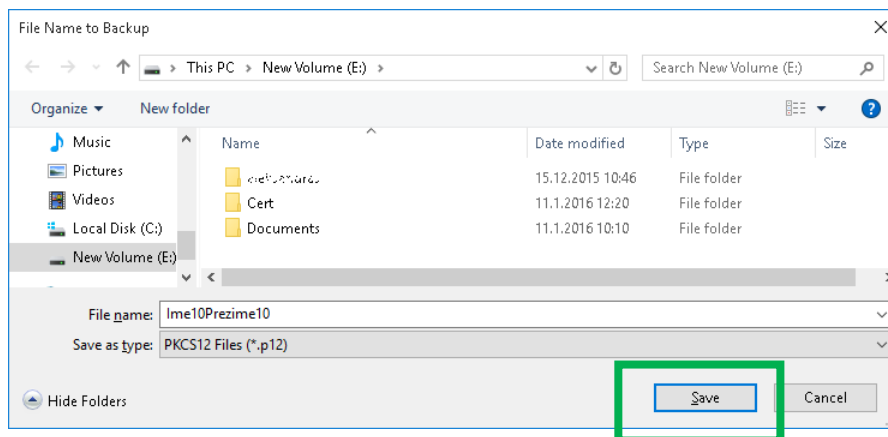 File Name to Backup
This PC > New Volume (E:) >
Search New Volume (E:)
Organize
New folder
Music
Pictures
Videos
Local Disk (C:)
New Volume (E:)
Name Date modified Type Size
15.12.2015 10:46 File folder
Cert 11.1.2016 12:20 File folder
Documents 11.1.2016 10:10 File folder
File name: Ime10Prezime10
Save as type: PKCS12 Files (*.p12)
Hide Folders
Save
Cancel